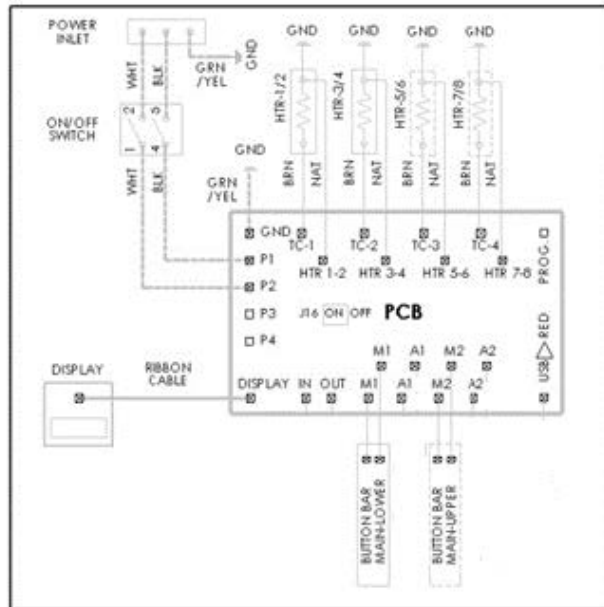 POWER
INLET
GND
GND
GND
GND
GND
WHT
BLK
GRN
/YEL
HTR-1/2
HTR-3/4
HTR-5/6
HTR-7/8
ON/OFF
SWITCH
2
5
1
4
WHT
BLK
GND
GRN
/YEL
BRN
NAT
BRN
NAT
BRN
NAT
BRN
NAT
GND
TC-1
TC-2
TC-3
TC-4
PROG.
P1
HTR 1-2
HTR 3-4
HTR 5-6
HTR 7-8
P2
P3
J16 ON OFF
PCB
P4
M1
A1
M2
A2
USB
RED
DISPLAY
RIBBON
CABLE
DISPLAY
IN
OUT
M1
A1
M2
A2
BUTTON BAR
MAIN-LOWER
BUTTON BAR
MAIN-UPPER